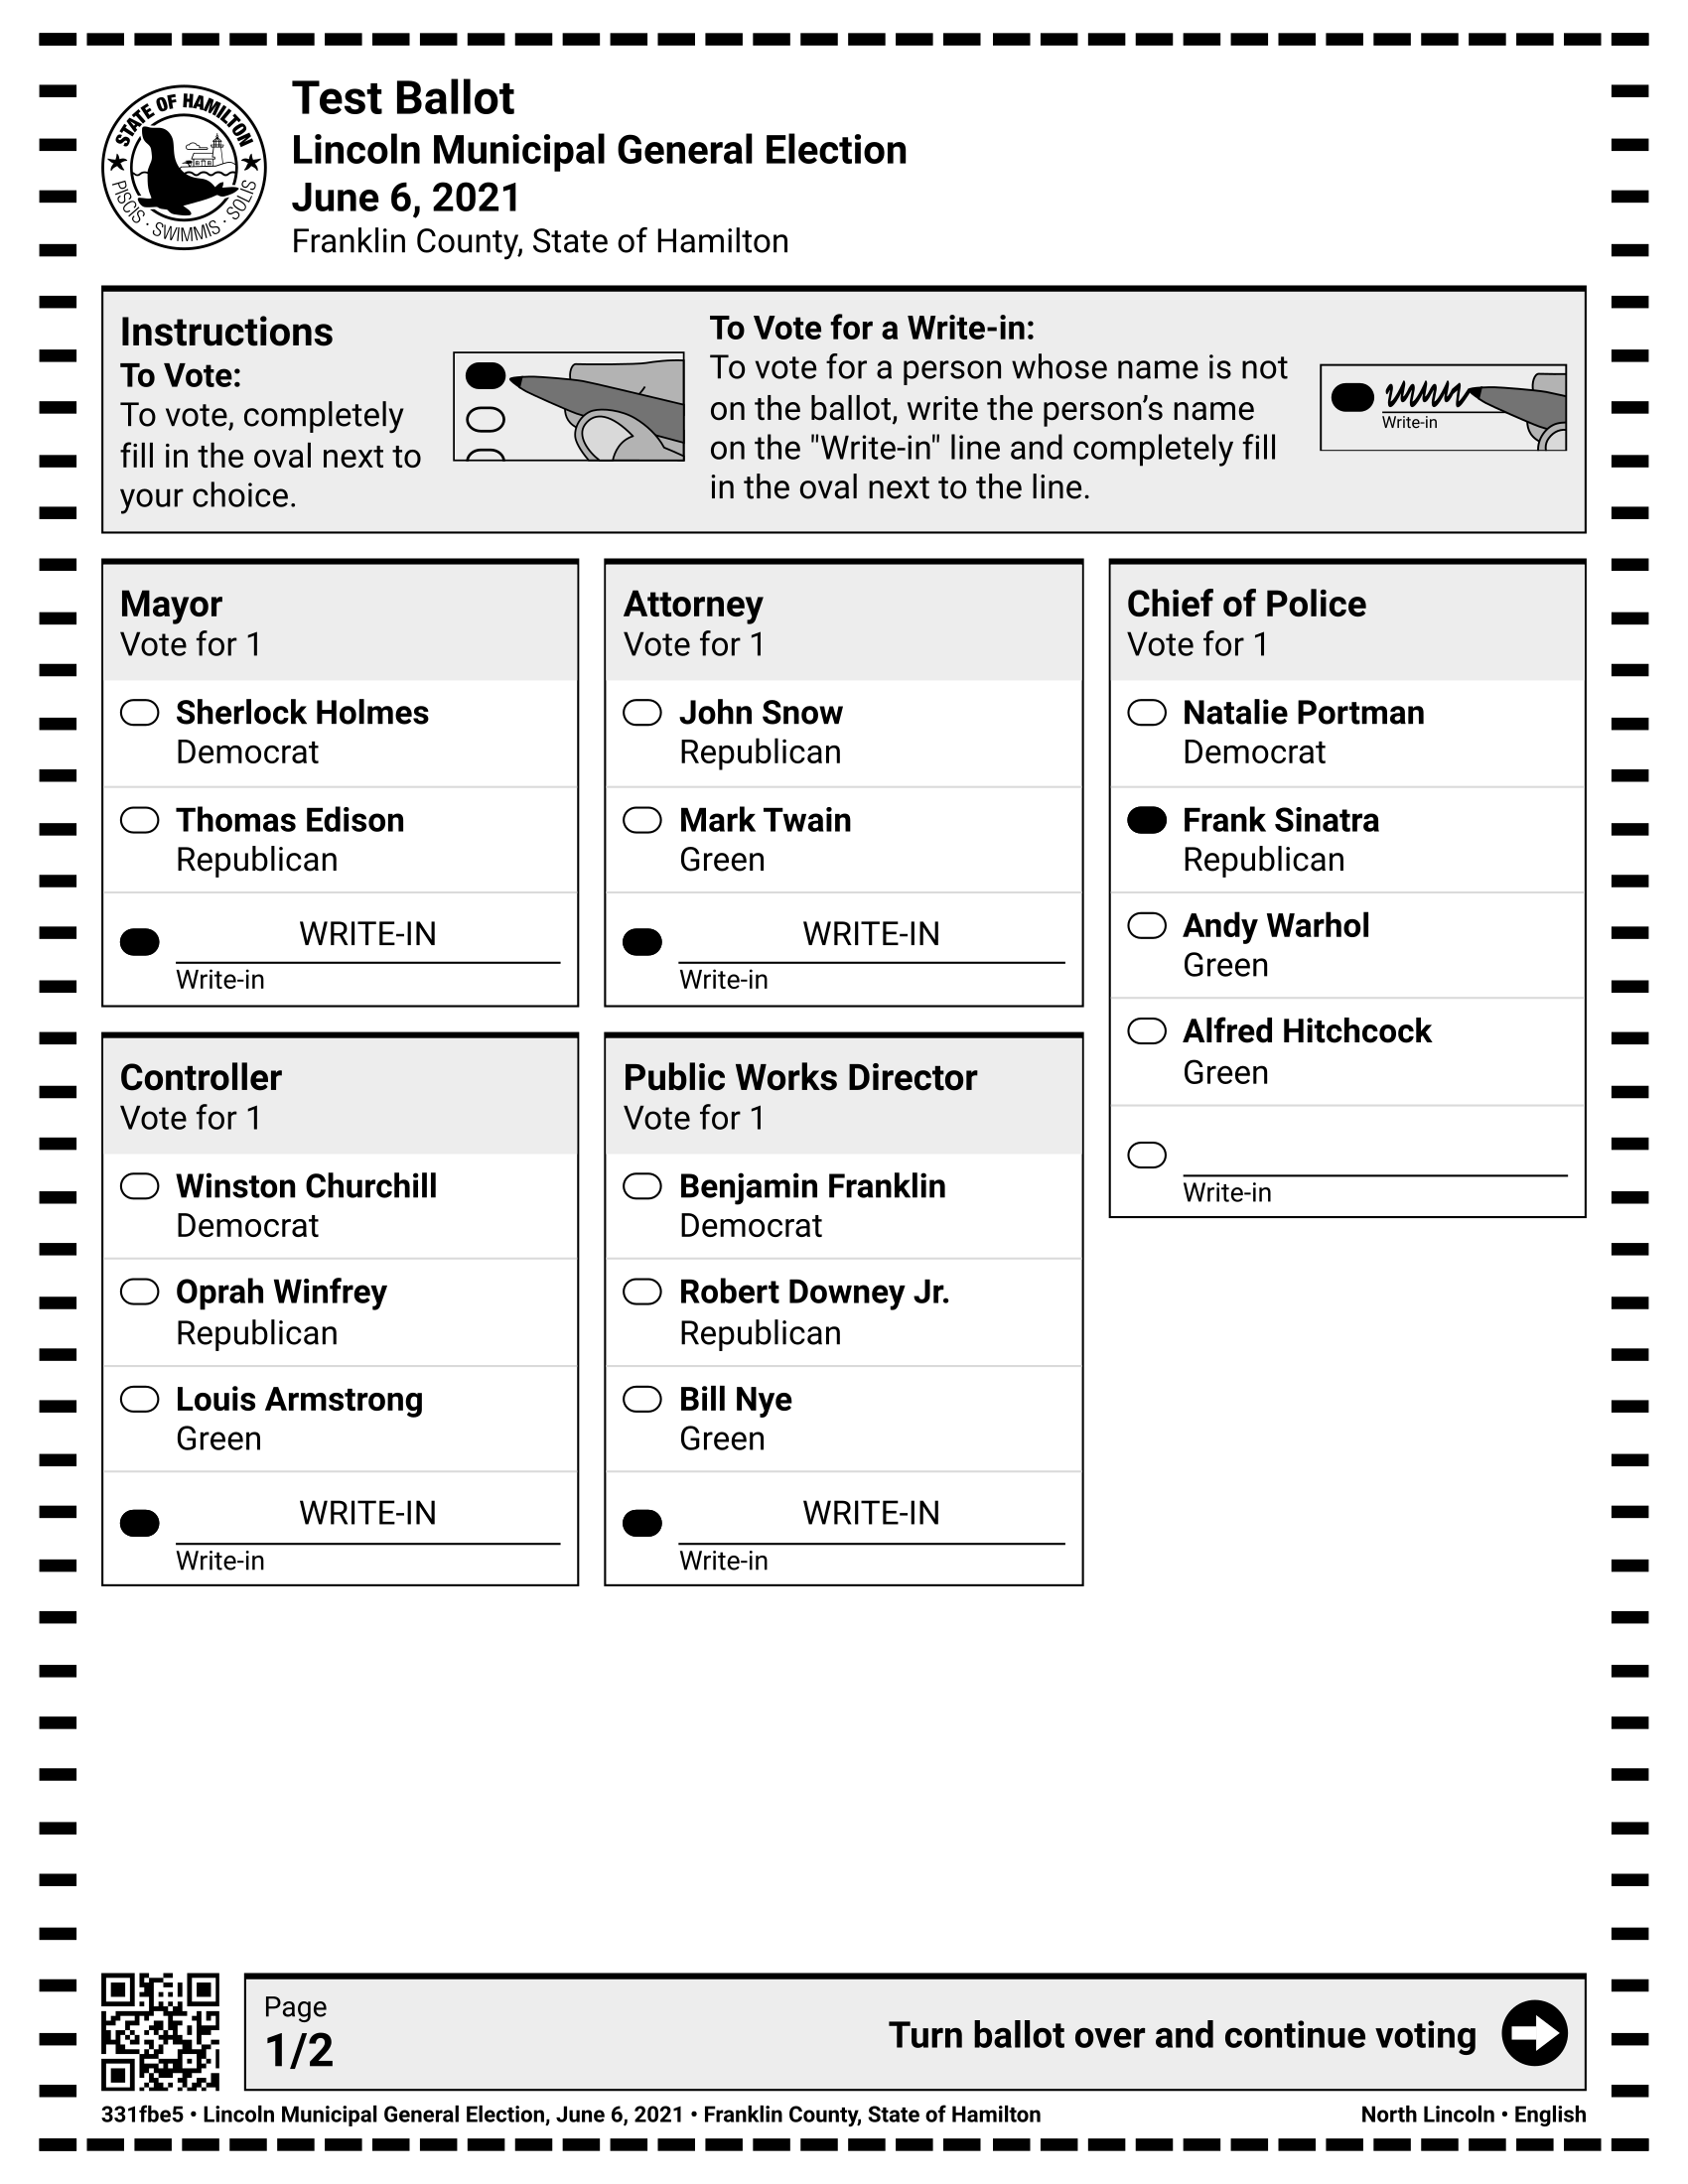 STATE OF HAMILTON
PISCIS · SWIMMIS · SOLIS
Test Ballot
Lincoln Municipal General Election
June 6, 2021
Franklin County, State of Hamilton
Instructions
To Vote:
To vote, completely
fill in the oval next to
your choice.
To Vote for a Write-in:
To vote for a person whose name is not
on the ballot, write the person’s name
on the "Write-in" line and completely fill
in the oval next to the line.
Write-in
Mayor
Vote for 1
Sherlock Holmes
Democrat
Thomas Edison
Republican
WRITE-IN
Write-in
Controller
Vote for 1
Winston Churchill
Democrat
Oprah Winfrey
Republican
Louis Armstrong
Green
WRITE-IN
Write-in
Attorney
Vote for 1
John Snow
Republican
Mark Twain
Green
WRITE-IN
Write-in
Public Works Director
Vote for 1
Benjamin Franklin
Democrat
Robert Downey Jr.
Republican
Bill Nye
Green
WRITE-IN
Write-in
Chief of Police
Vote for 1
Natalie Portman
Democrat
Frank Sinatra
Republican
Andy Warhol
Green
Alfred Hitchcock
Green
Write-in
Page
1/2
Turn ballot over and continue voting
331fbe5 • Lincoln Municipal General Election, June 6, 2021 • Franklin County, State of Hamilton
North Lincoln • English